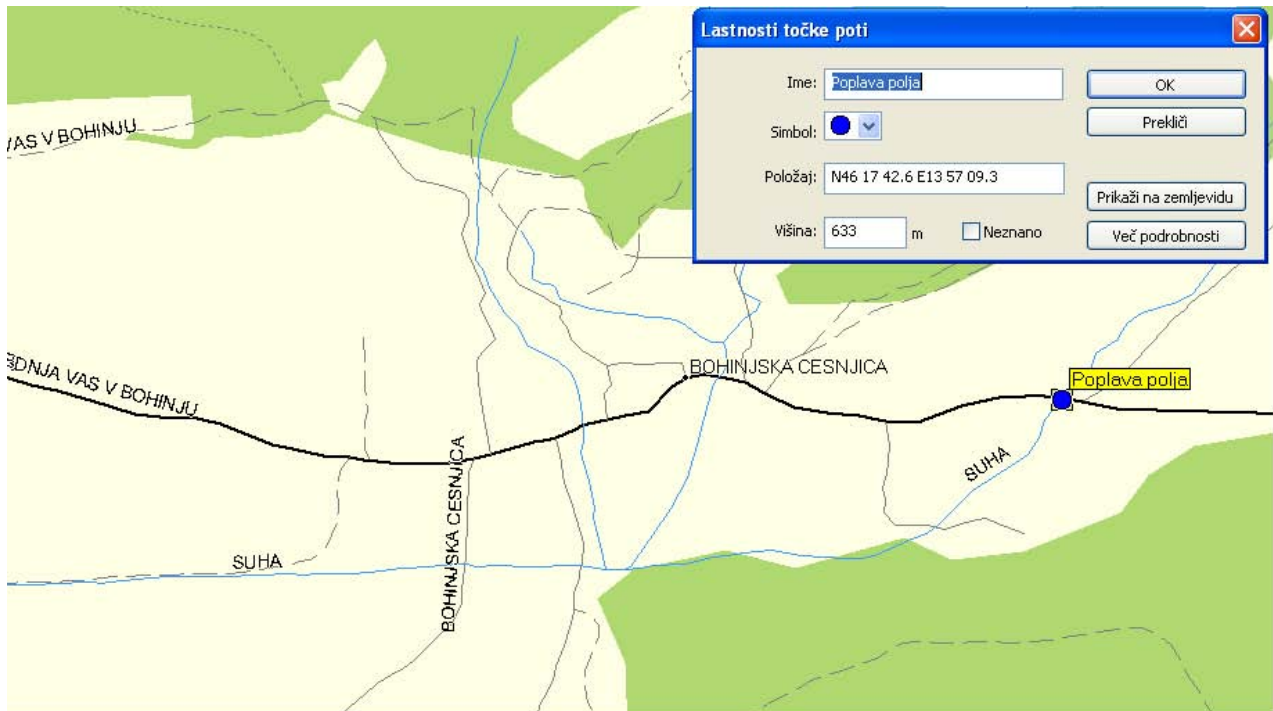 Lastnosti točke poti
Ime: Poplava polja
OK
Simbol:
Prekliči
Položaj: N46 17 42.6 E13 57 09.3
Prikaži na zemljevidu
Višina: 633 m Neznano
Več podrobnosti
VAS V BOHINJU
BOHINJSKA CESNJICA
Poplava polja
VAS V BOHINJU
BOHINJSKA CESNJICA
SUHA
SUHA